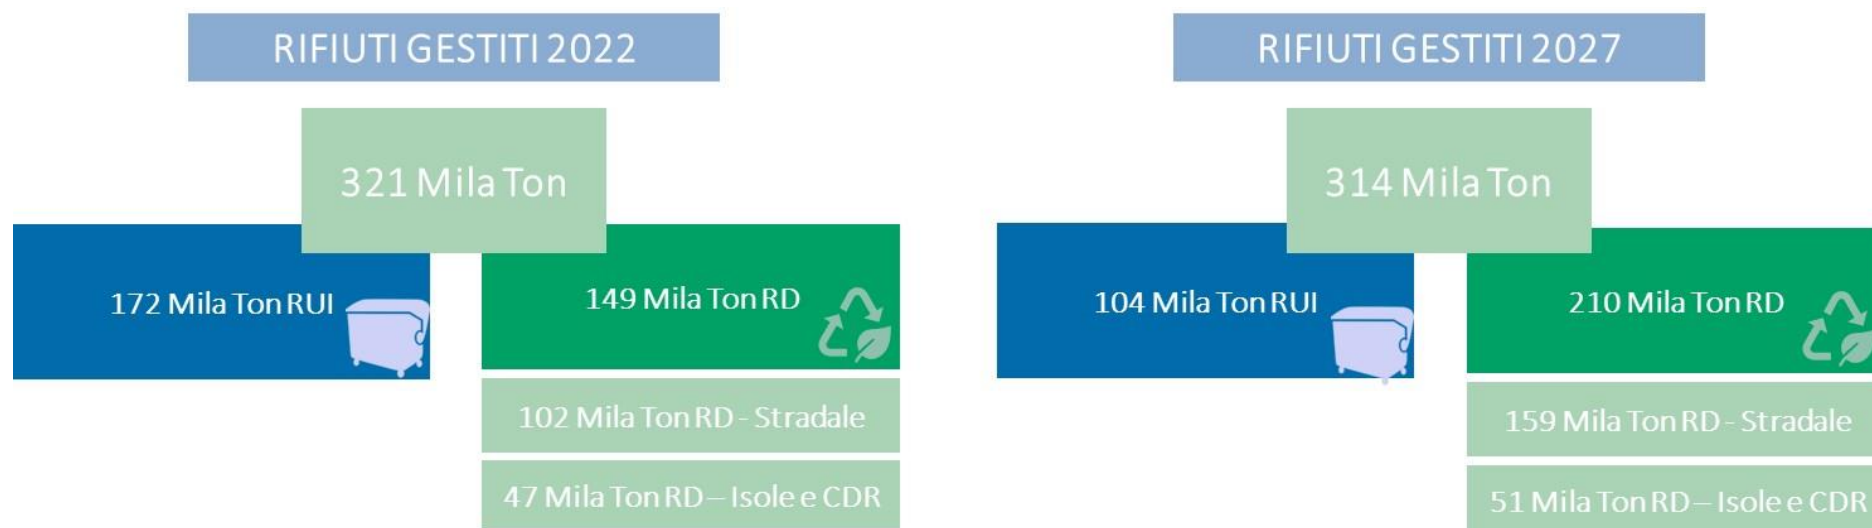 RIFIUTI GESTITI 2022
321 Mila Ton
172 Mila Ton RUI
149 Mila Ton RD
102 Mila Ton RD - Stradale
47 Mila Ton RD – Isole e CDR
RIFIUTI GESTITI 2027
314 Mila Ton
104 Mila Ton RUI
210 Mila Ton RD
159 Mila Ton RD - Stradale
51 Mila Ton RD – Isole e CDR